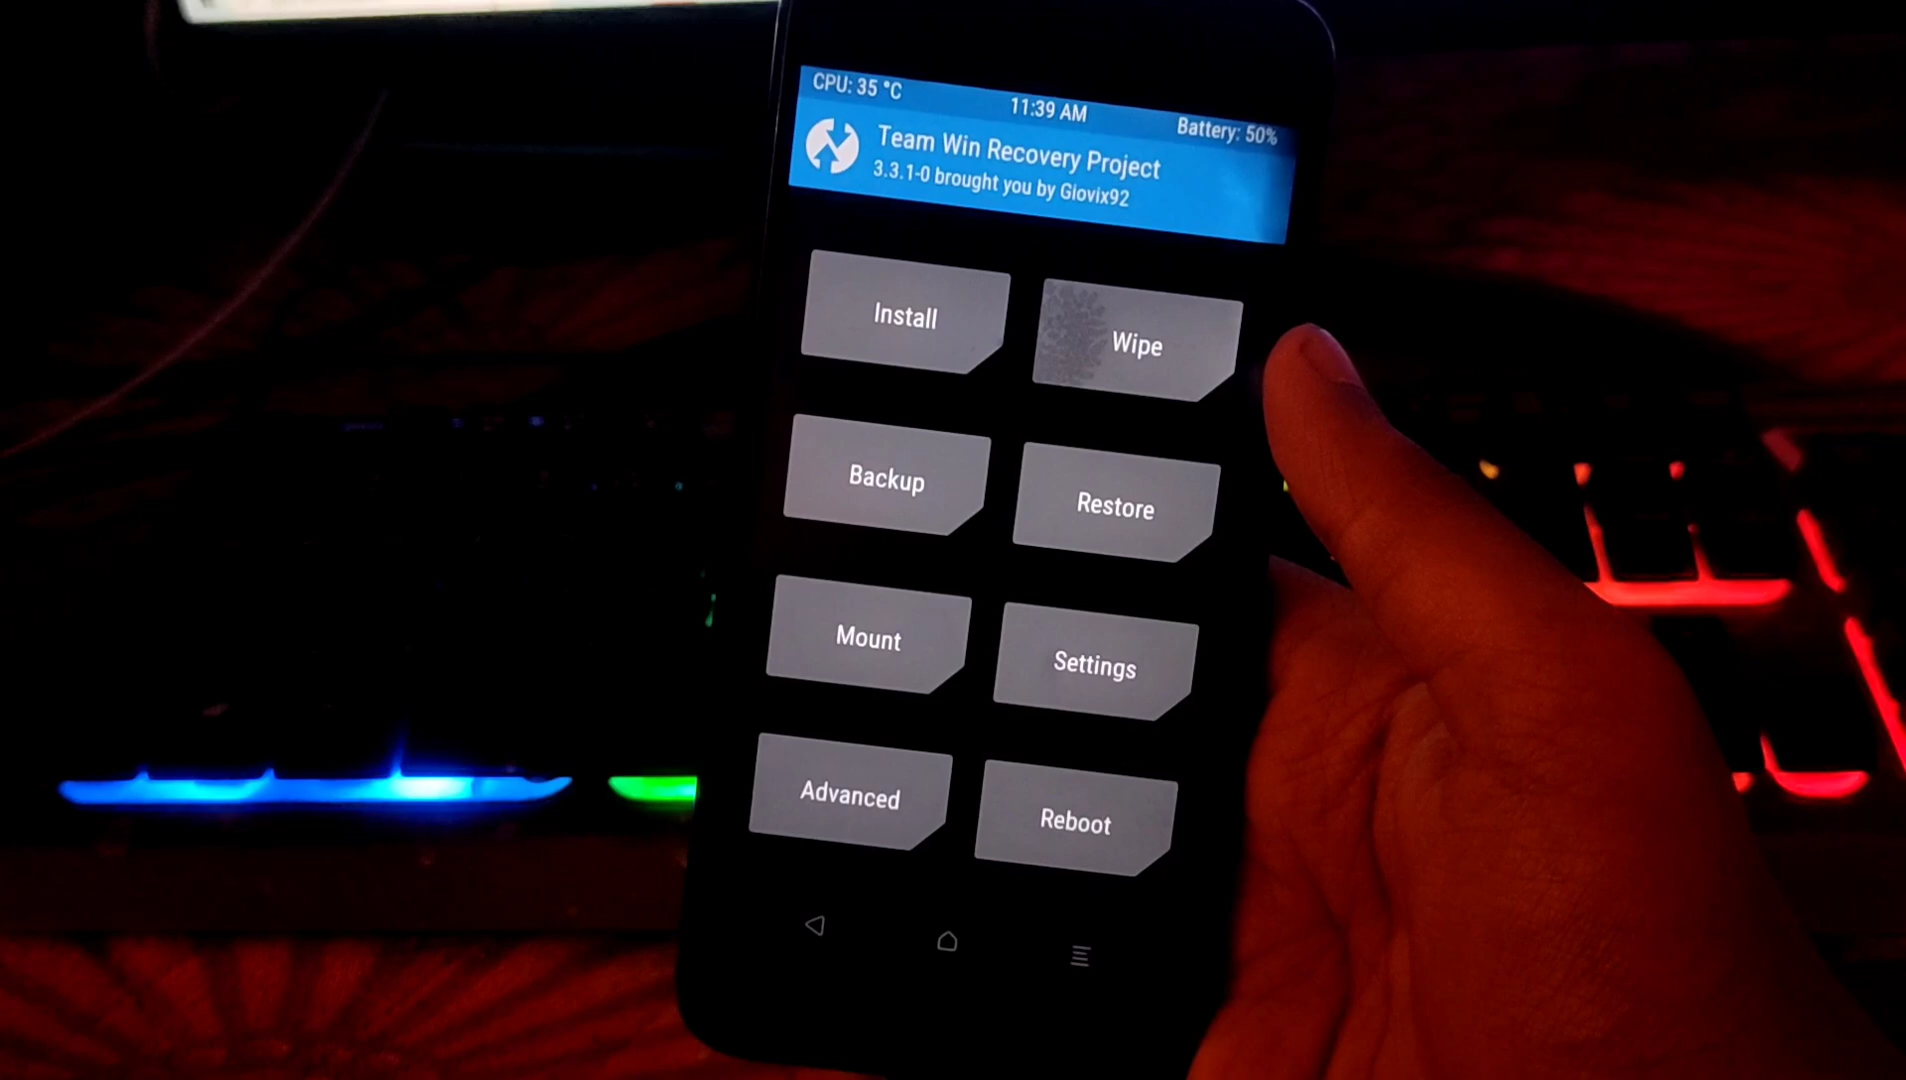 CPU: 35 °C
11:39 AM
Battery: 50%
Team Win Recovery Project
3.3.1-0 brought you by Giovix92
Install
Wipe
Backup
Restore
Mount
Settings
Advanced
Reboot